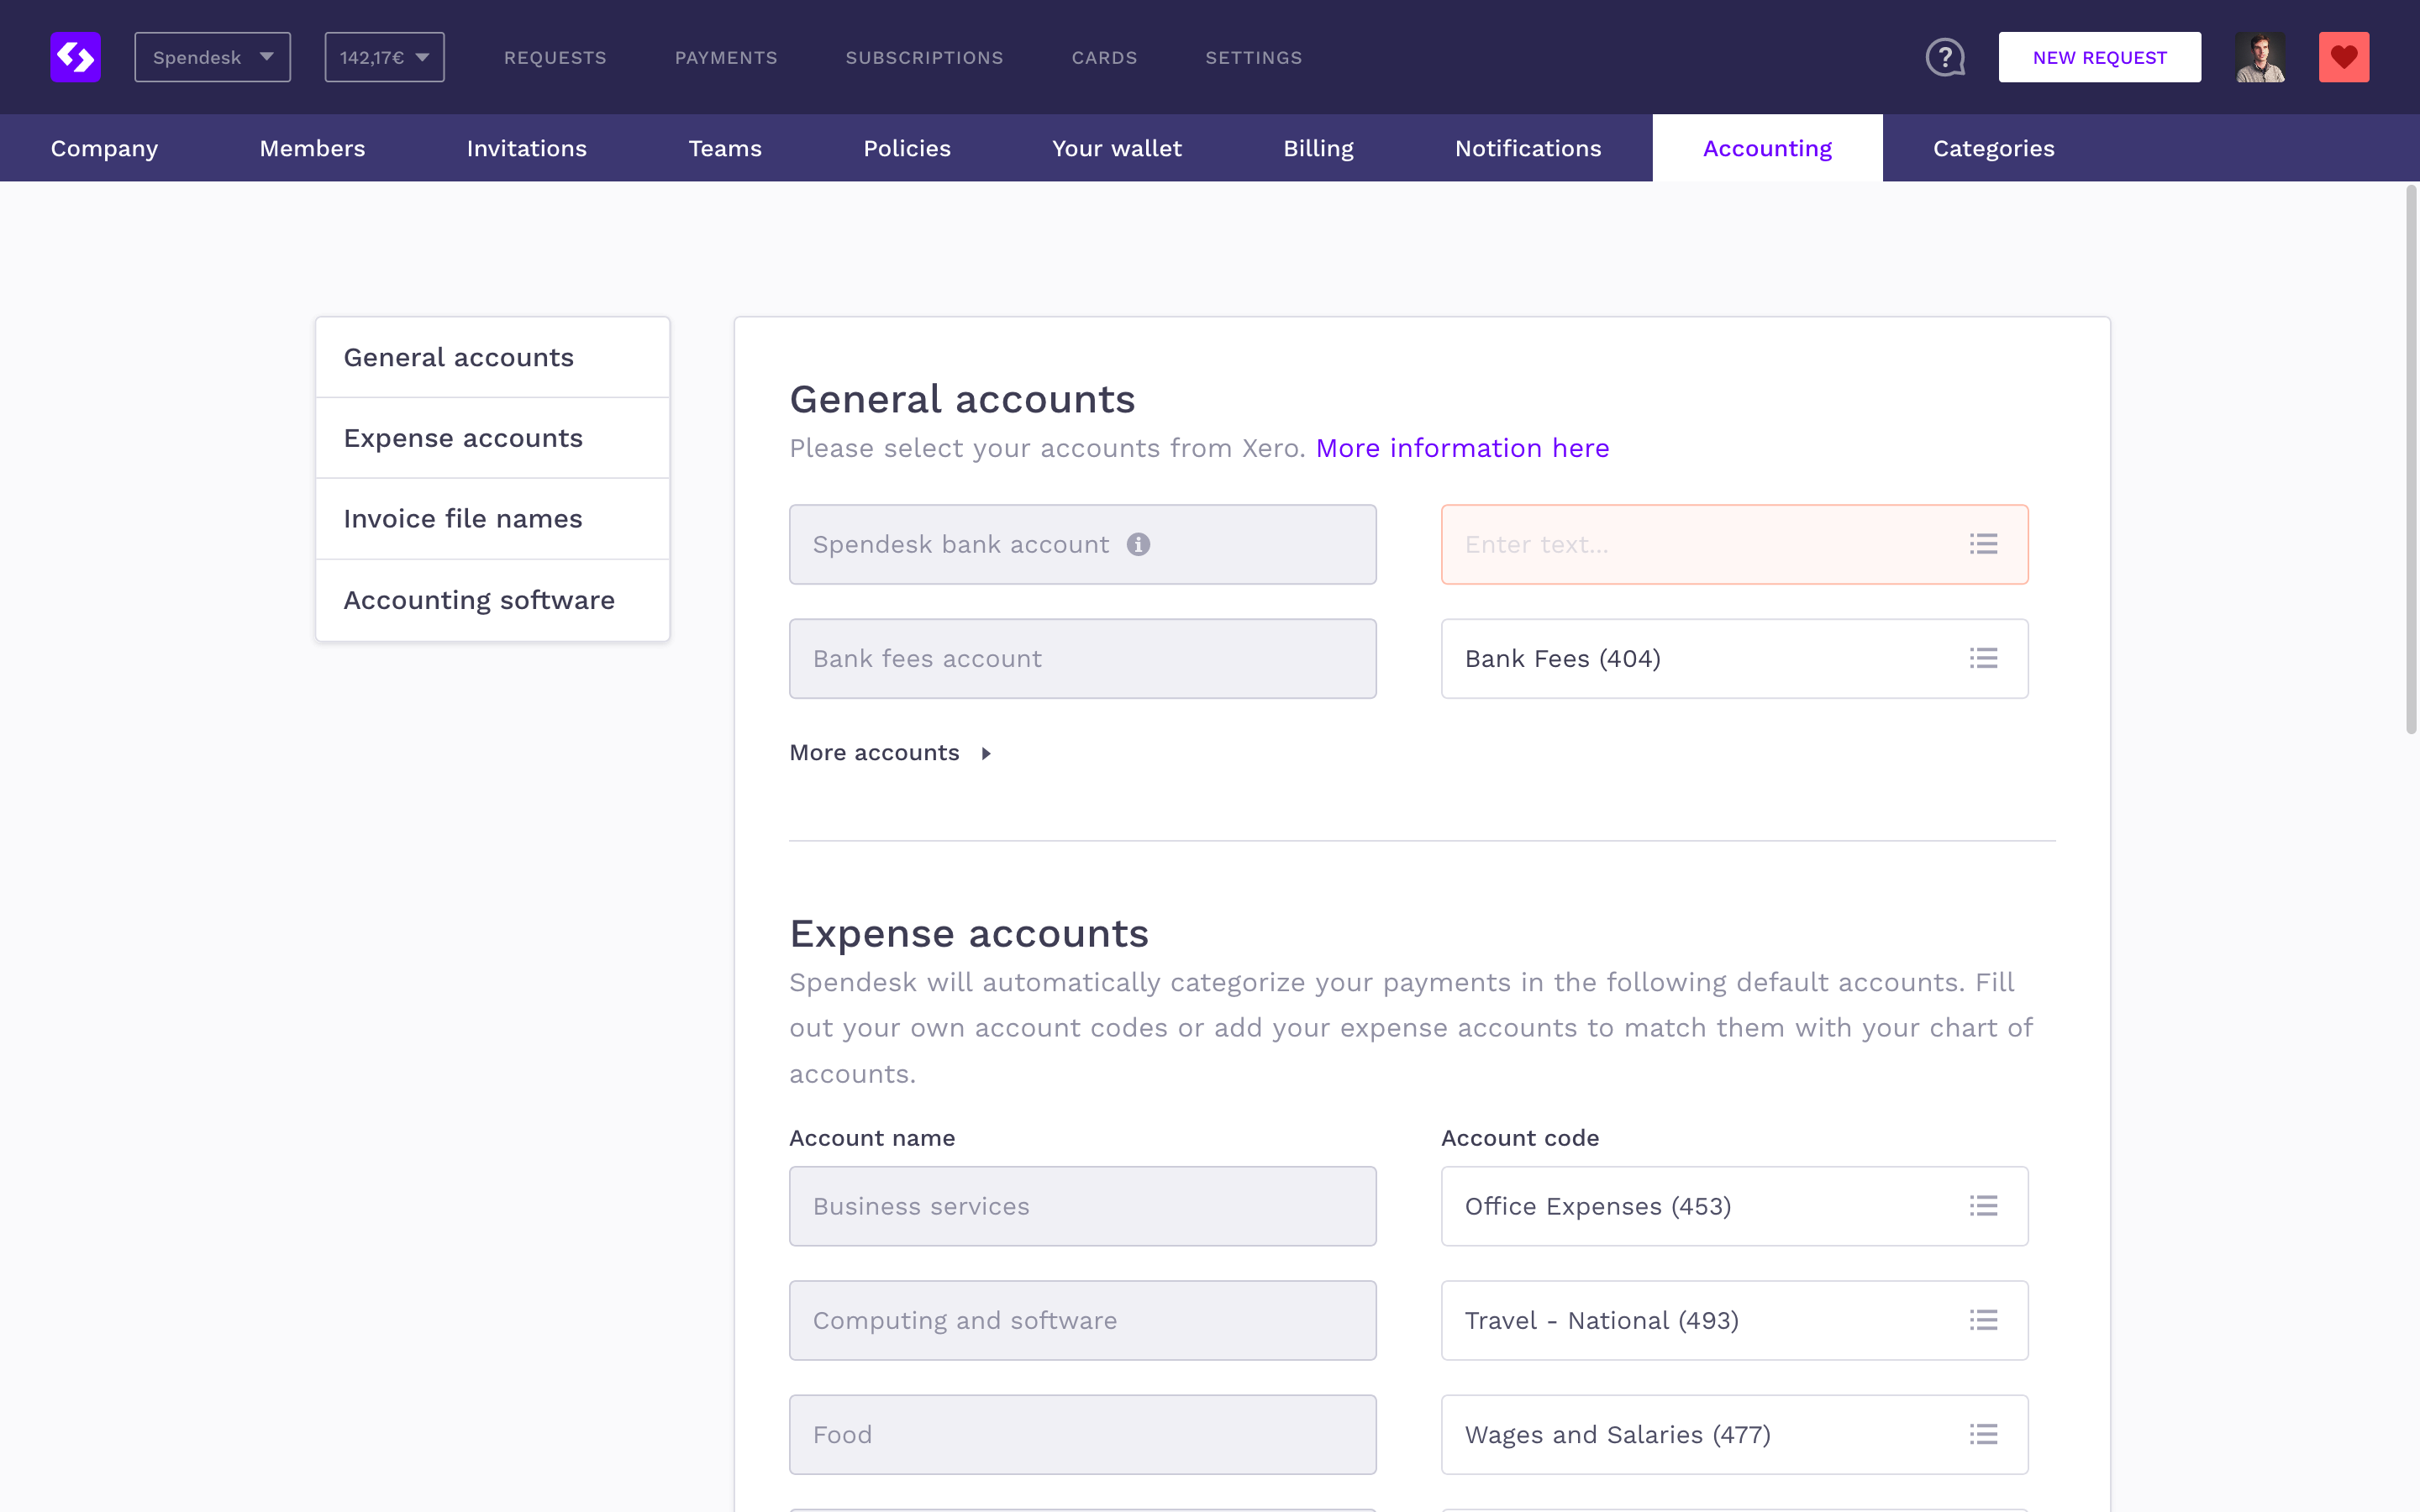 Spendesk
142,17€
REQUESTS
PAYMENTS
SUBSCRIPTIONS
CARDS
SETTINGS
?
NEW REQUEST
Company
Members
Invitations
Teams
Policies
Your wallet
Billing
Notifications
Accounting
Categories
General accounts
Expense accounts
Invoice file names
Accounting software
General accounts
Please select your accounts from Xero. More information here
Spendesk bank account
Enter text...
Bank fees account
Bank Fees (404)
More accounts
Expense accounts
Spendesk will automatically categorize your payments in the following default accounts. Fill
out your own account codes or add your expense accounts to match them with your chart of
accounts.
Account name
Account code
Business services
Office Expenses (453)
Computing and software
Travel - National (493)
Food
Wages and Salaries (477)